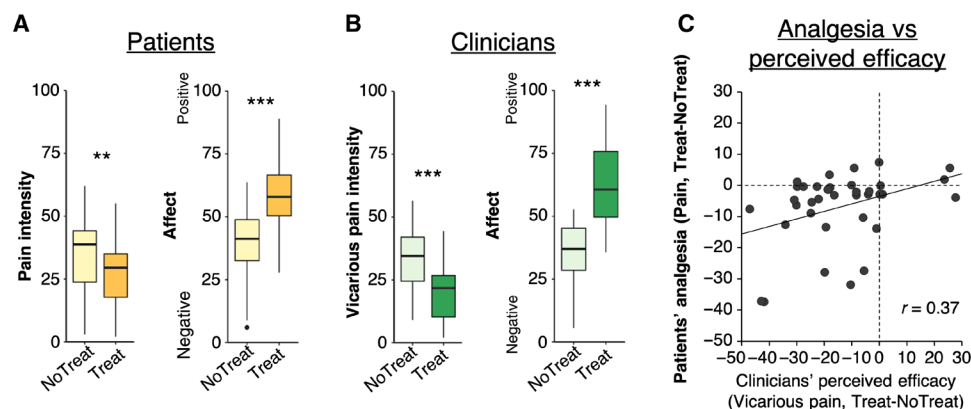 A
Patients
Pain intensity
100
75
50
25
0
**
NoTreat
Treat
Affect
Positive
Negative
100
75
50
25
0
***
NoTreat
Treat
B
Clinicians
Vicarious pain intensity
100
75
50
25
0
***
NoTreat
Treat
Affect
Positive
Negative
100
75
50
25
0
***
NoTreat
Treat
C
Analgesia vs
perceived efficacy
Patients' analgesia (Pain, Treat-NoTreat)
30
20
10
0
−10
−20
−30
−40
−50
r = 0.37
−50 −40 −30 −20 −10 0 10 20 30
Clinicians' perceived efficacy
(Vicarious pain, Treat-NoTreat)